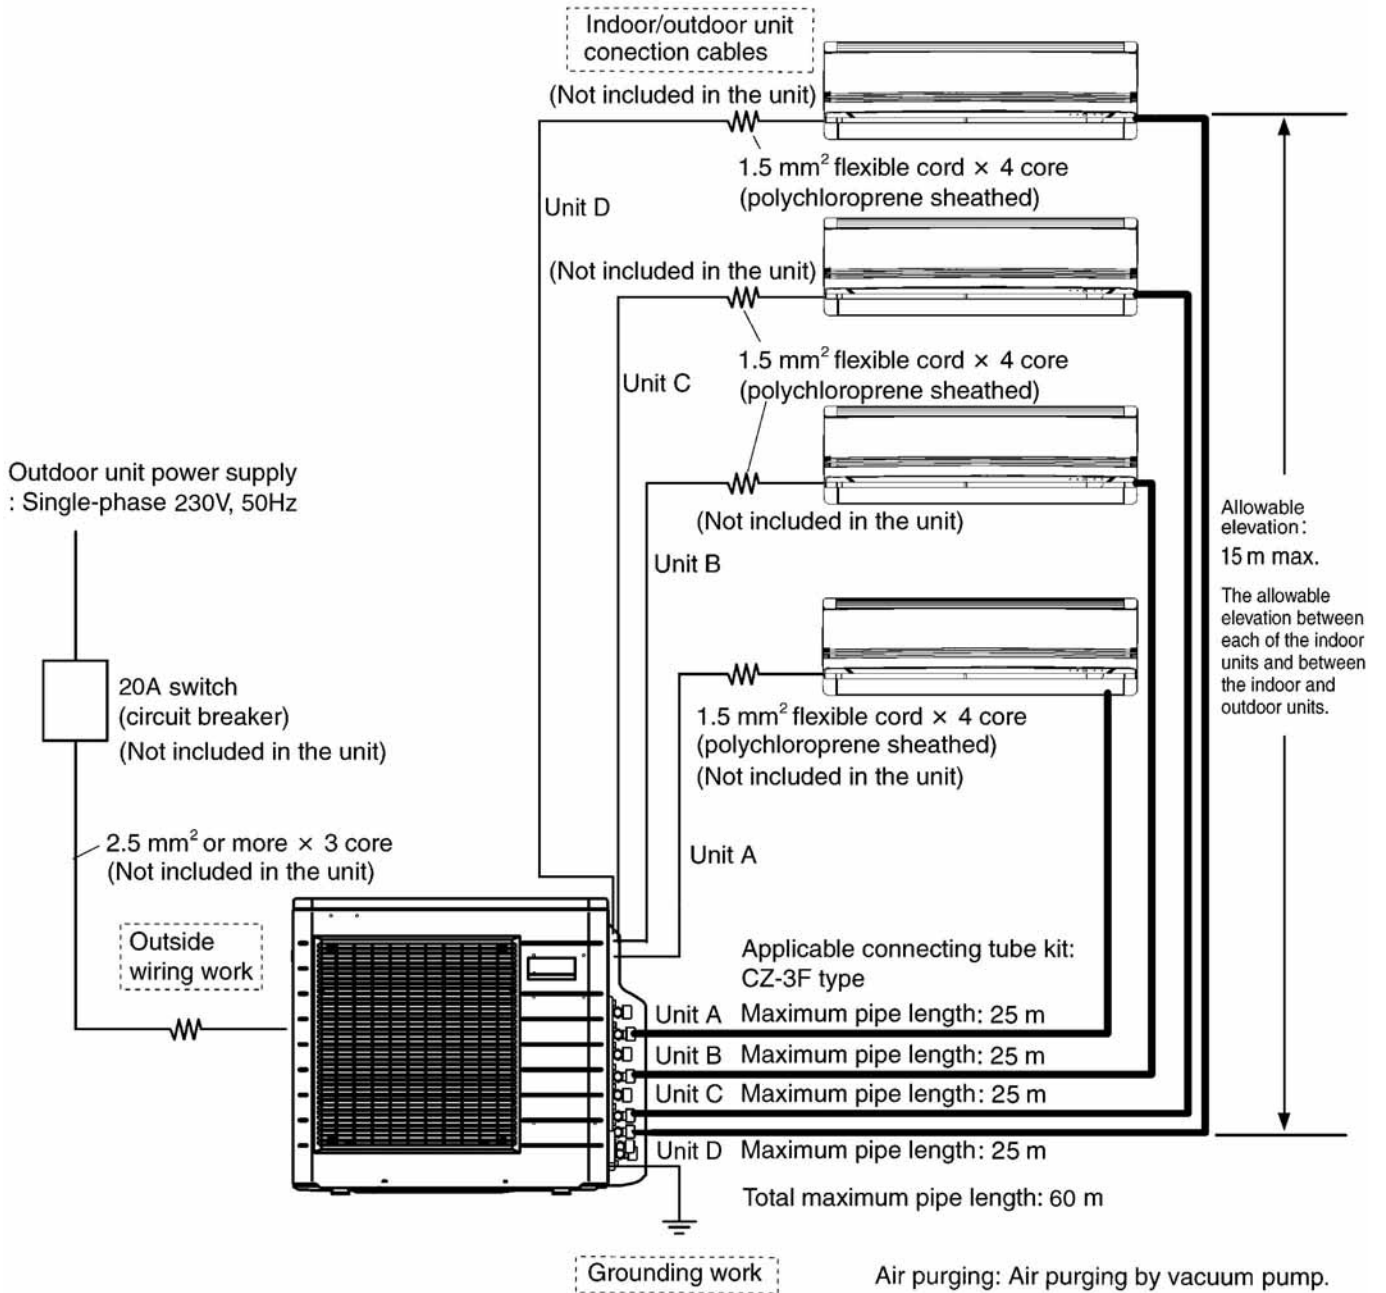 Indoor/outdoor unit
conection cables
(Not included in the unit)
1.5 mm² flexible cord × 4 core
(polychloroprene sheathed)
Unit D
(Not included in the unit)
1.5 mm² flexible cord × 4 core
(polychloroprene sheathed)
Unit C
Outdoor unit power supply
: Single-phase 230V, 50Hz
(Not included in the unit)
Unit B
Allowable
elevation:
15 m max.
The allowable
elevation between
each of the indoor
units and between
the indoor and
outdoor units.
20A switch
(circuit breaker)
(Not included in the unit)
1.5 mm² flexible cord × 4 core
(polychloroprene sheathed)
(Not included in the unit)
2.5 mm² or more × 3 core
(Not included in the unit)
Unit A
Outside
wiring work
Applicable connecting tube kit:
CZ-3F type
Unit A Maximum pipe length: 25 m
Unit B Maximum pipe length: 25 m
Unit C Maximum pipe length: 25 m
Unit D Maximum pipe length: 25 m
Total maximum pipe length: 60 m
Grounding work
Air purging: Air purging by vacuum pump.